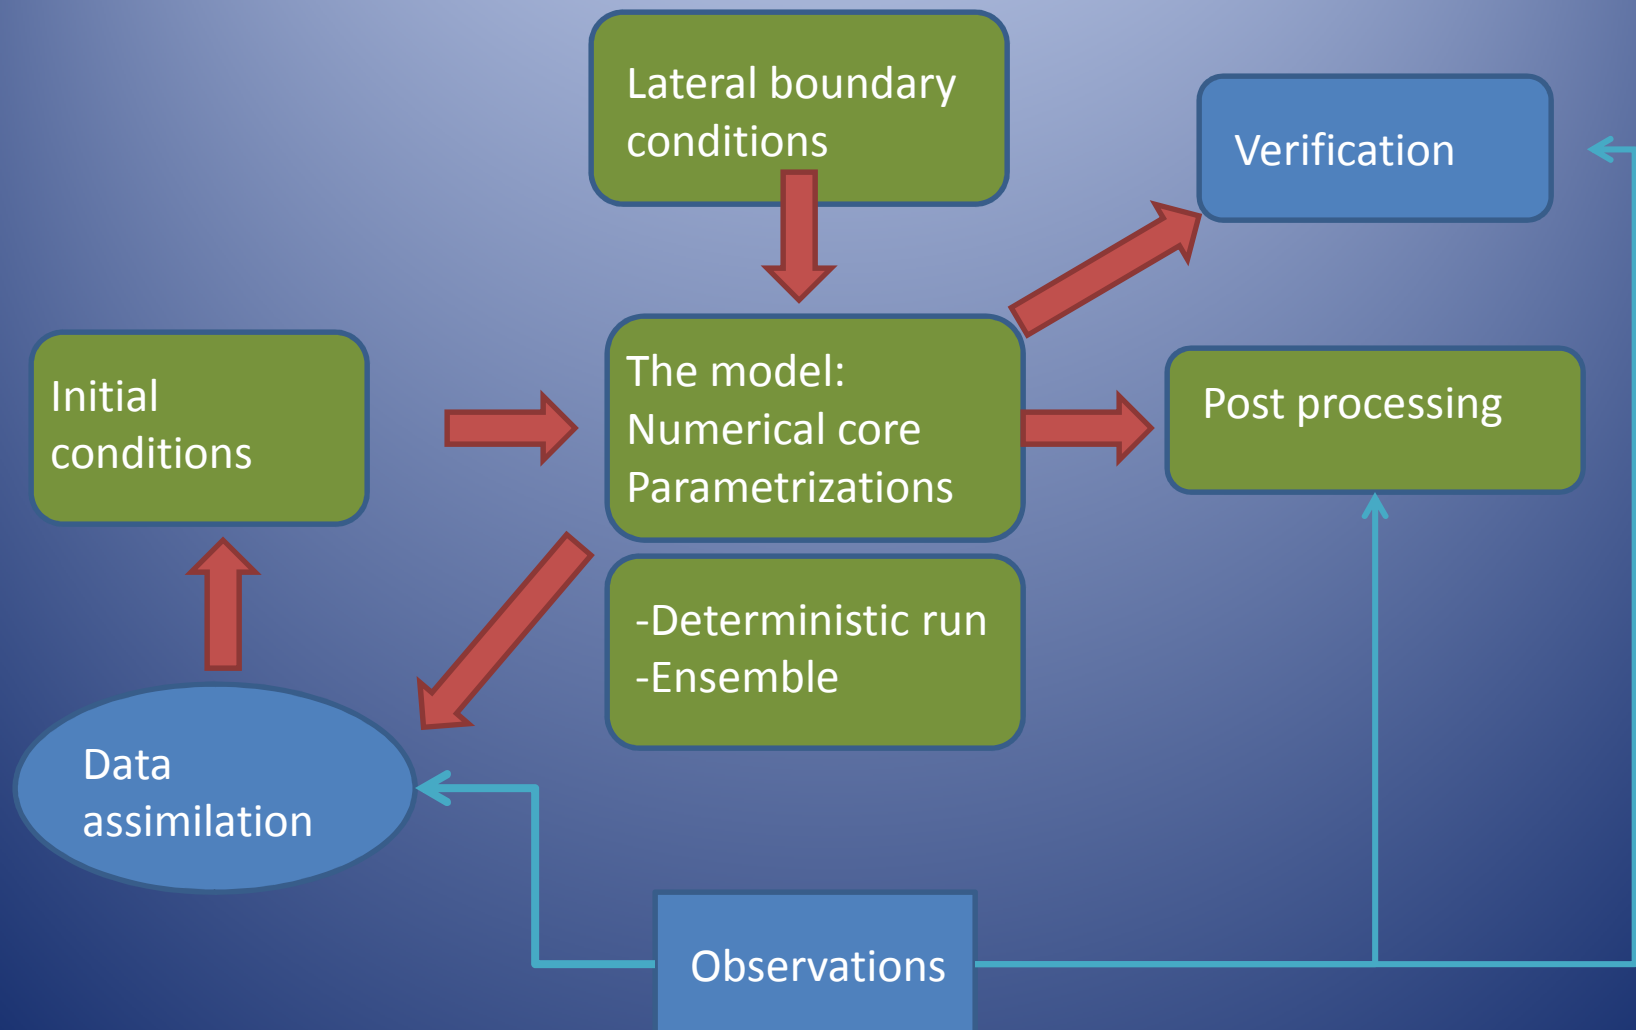 Lateral boundary
conditions
Verification
Initial
conditions
The model:
Numerical core
Parametrizations
Post processing
-Deterministic run
-Ensemble
Data
assimilation
Observations